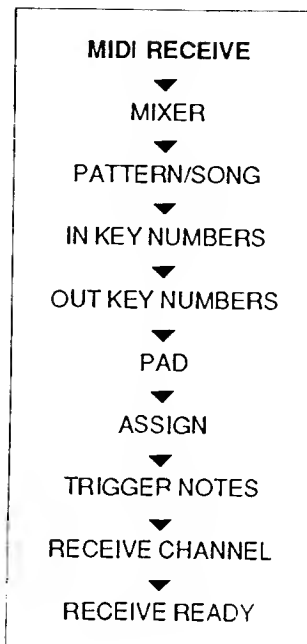 MIDI RECEIVE
MIXER
PATTERN/SONG
IN KEY NUMBERS
OUT KEY NUMBERS
PAD
ASSIGN
TRIGGER NOTES
RECEIVE CHANNEL
RECEIVE READY